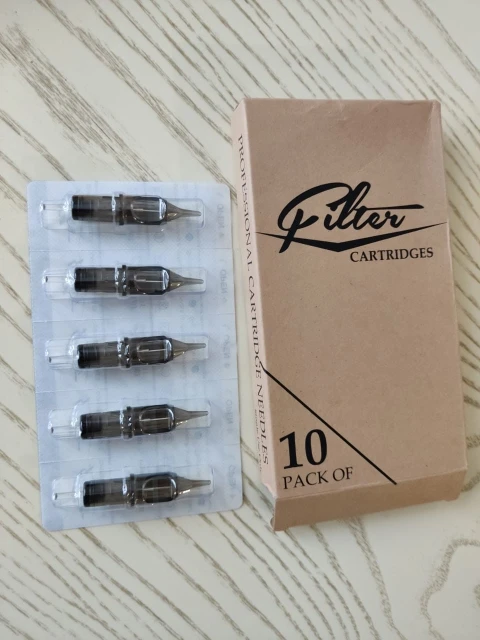 Filter
CARTRIDGES
PROFESSIONAL CARTRIDGE NEEDLES
10
PACK OF